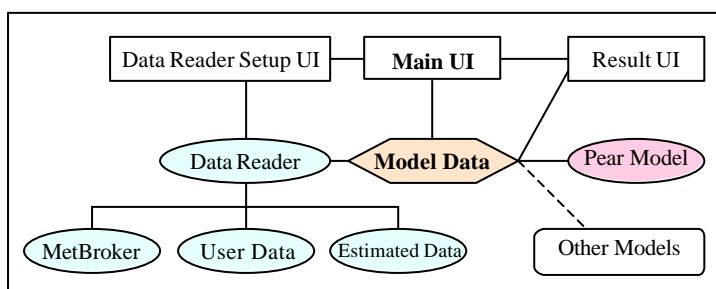 Data Reader Setup UI
Main UI
Result UI
Data Reader
Model Data
Pear Model
MetBroker
User Data
Estimated Data
Other Models